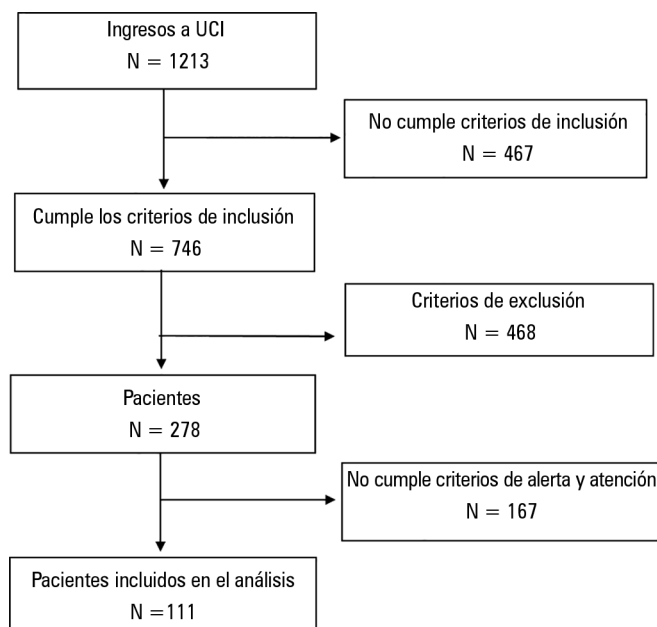 Ingresos a UCI
N = 1213
No cumple criterios de inclusión
N = 467
Cumple los criterios de inclusión
N = 746
Criterios de exclusión
N = 468
Pacientes
N = 278
No cumple criterios de alerta y atención
N = 167
Pacientes incluidos en el análisis
N =111